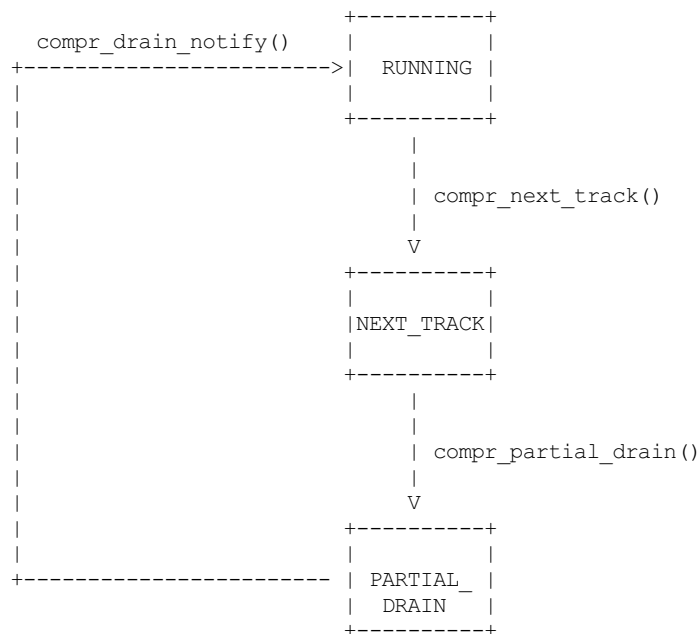 compr_drain_notify()
RUNNING
compr_next_track()
NEXT_TRACK
compr_partial_drain()
PARTIAL_
DRAIN